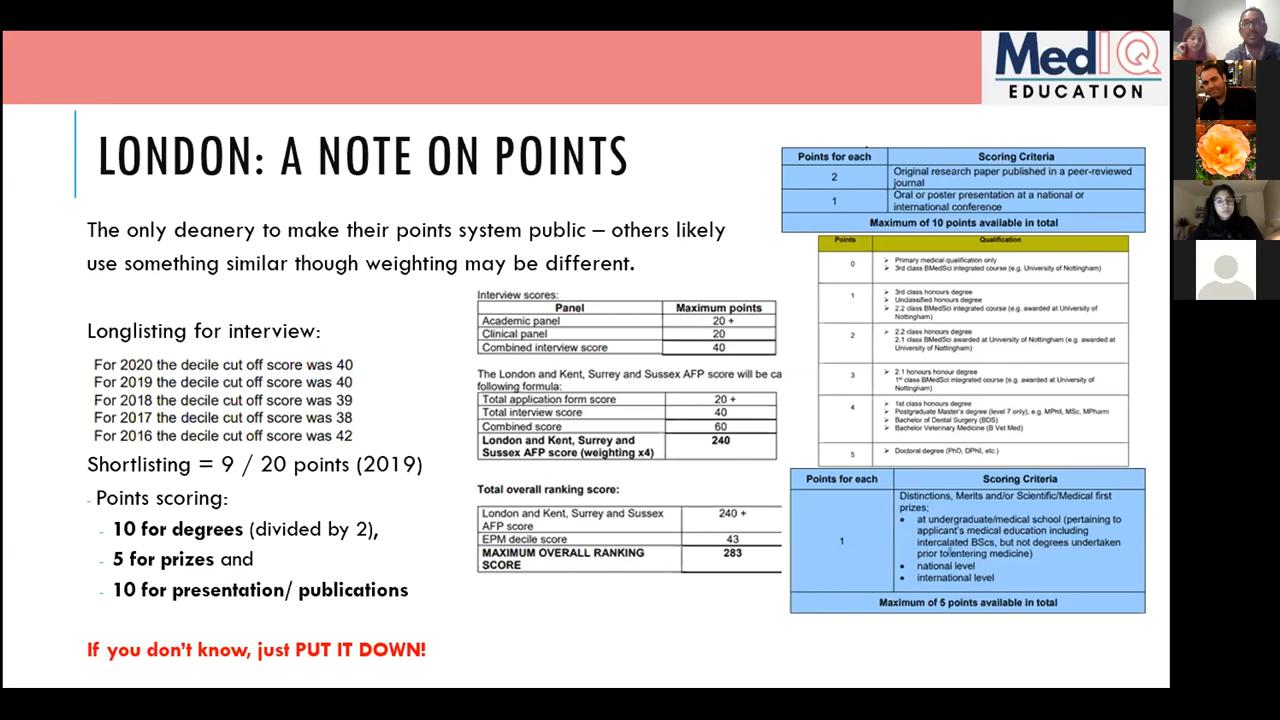 MedIQ
EDUCATION
LONDON: A NOTE ON POINTS
The only deanery to make their points system public – others likely
use something similar though weighting may be different.
Longlisting for interview:
For 2020 the decile cut off score was 40
For 2019 the decile cut off score was 40
For 2018 the decile cut off score was 39
For 2017 the decile cut off score was 38
For 2016 the decile cut off score was 42
Shortlisting = 9 / 20 points (2019)
- Points scoring:
- 10 for degrees (divided by 2),
- 5 for prizes and
- 10 for presentation/ publications
If you don't know, just PUT IT DOWN!
Interview scores:
Panel Maximum points
Academic panel 20 +
Clinical panel 20
Combined interview score 40
The London and Kent, Surrey and Sussex AFP score will be ca
following formula:
Total application form score 20 +
Total interview score 40
Combined score 60
London and Kent, Surrey and 240
Sussex AFP score (weighting x4)
Total overall ranking score:
London and Kent, Surrey and Sussex 240 +
AFP score
EPM decile score 43
MAXIMUM OVERALL RANKING 283
SCORE
Points for each Scoring Criteria
2 Original research paper published in a peer-reviewed
journal
1 Oral or poster presentation at a national or
international conference
Maximum of 10 points available in total
Points Qualification
0 ➢ Primary medical qualification only
➢ 3rd class BMedSci integrated course (e.g. University of Nottingham)
1 ➢ 3rd class honours degree
➢ Unclassified honours degree
➢ 2.2 class BMedSci integrated course (e.g. awarded at University of
Nottingham)
2 ➢ 2.2 class honours degree
2.1 class BMedSci awarded at University of Nottingham (e.g. awarded at
University of Nottingham)
3 ➢ 2.1 honours hounour degree
1st class BMedSci integrated course (e.g. awarded at University of
Nottingham)
4 ➢ 1st class honours degree
➢ Postgraduate Master's degree (level 7 only), e.g. MPhil, MSc, MPharm
➢ Bachelor of Dental Surgery (BDS)
➢ Bachelor Veterinary Medicine (B Vet Med)
5 ➢ Doctoral degree (PhD, DPhil, etc.)
Points for each Scoring Criteria
1 Distinctions, Merits and/or Scientific/Medical first
prizes;
• at undergraduate/medical school (pertaining to
applicant's medical education including
intercalated BScs, but not degrees undertaken
prior to entering medicine)
• national level
• international level
Maximum of 5 points available in total